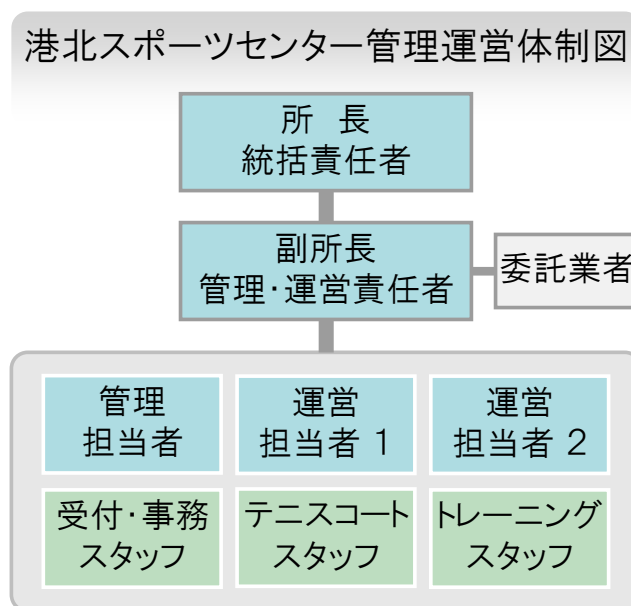 港北スポーツセンター管理運営体制図
所 長
統括責任者
副所長
管理・運営責任者
委託業者
管理
担当者
運営
担当者 1
運営
担当者 2
受付・事務
スタッフ
テニスコート
スタッフ
トレーニング
スタッフ